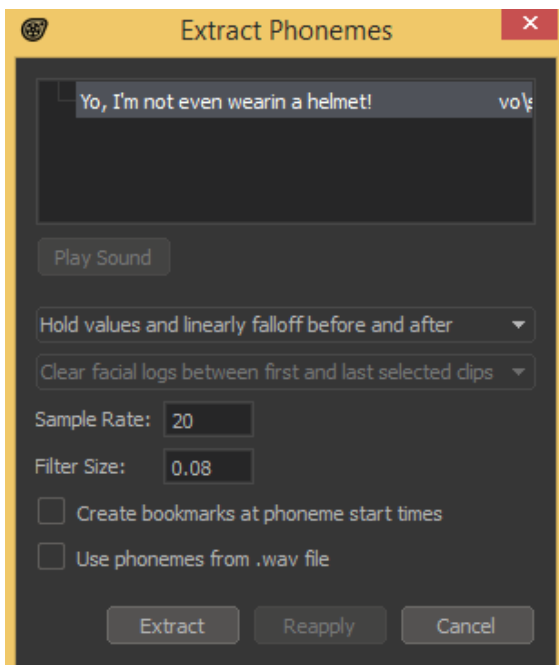 Extract Phonemes
Yo, I'm not even wearin a helmet! vo\s
Play Sound
Hold values and linearly falloff before and after
Clear facial logs between first and last selected clips
Sample Rate: 20
Filter Size: 0.08
Create bookmarks at phoneme start times
Use phonemes from .wav file
Extract Reapply Cancel